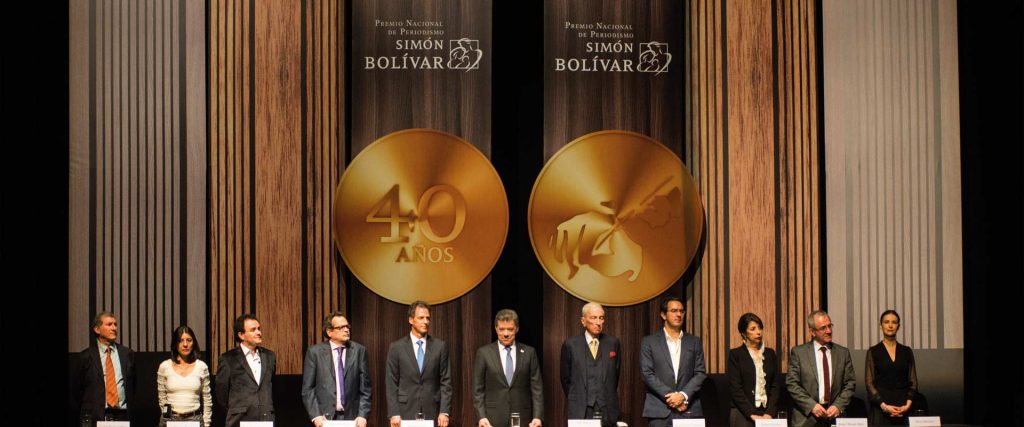 PREMIO NACIONAL
DE PERIODISMO
SIMÓN
BOLÍVAR
PREMIO NACIONAL
DE PERIODISMO
SIMÓN
BOLÍVAR
40
AÑOS